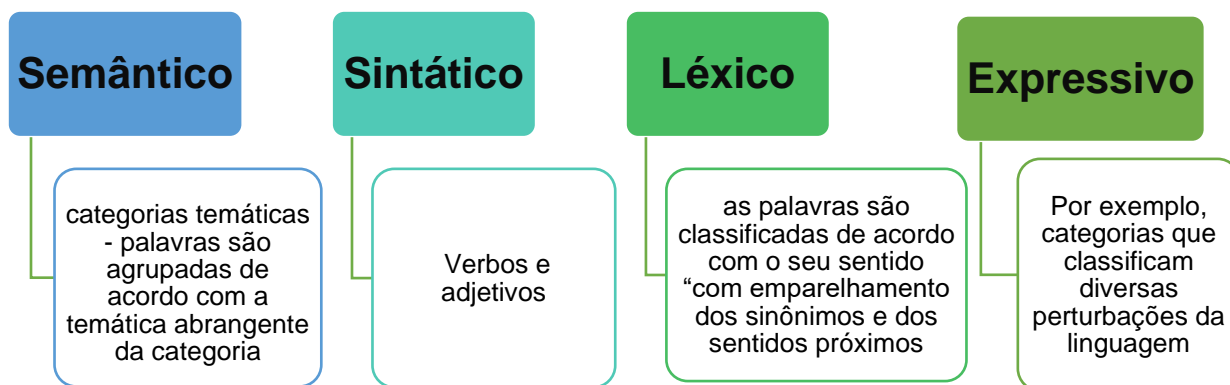 Semântico
categorias temáticas
- palavras são
agrupadas de
acordo com a
temática abrangente
da categoria
Sintático
Verbos e
adjetivos
Léxico
as palavras são
classificadas de acordo
com o seu sentido
“com emparelhamento
dos sinônimos e dos
sentidos próximos
Expressivo
Por exemplo,
categorias que
classificam
diversas
perturbações da
linguagem